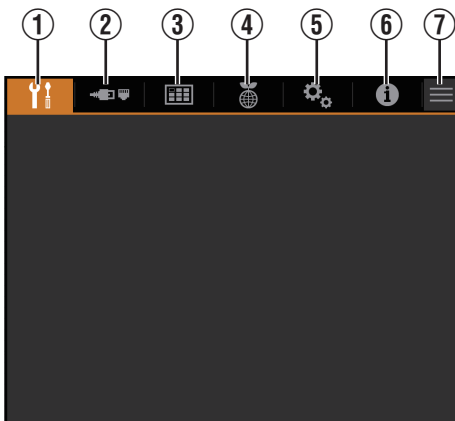 ① ② ③ ④ ⑤ ⑥ ⑦